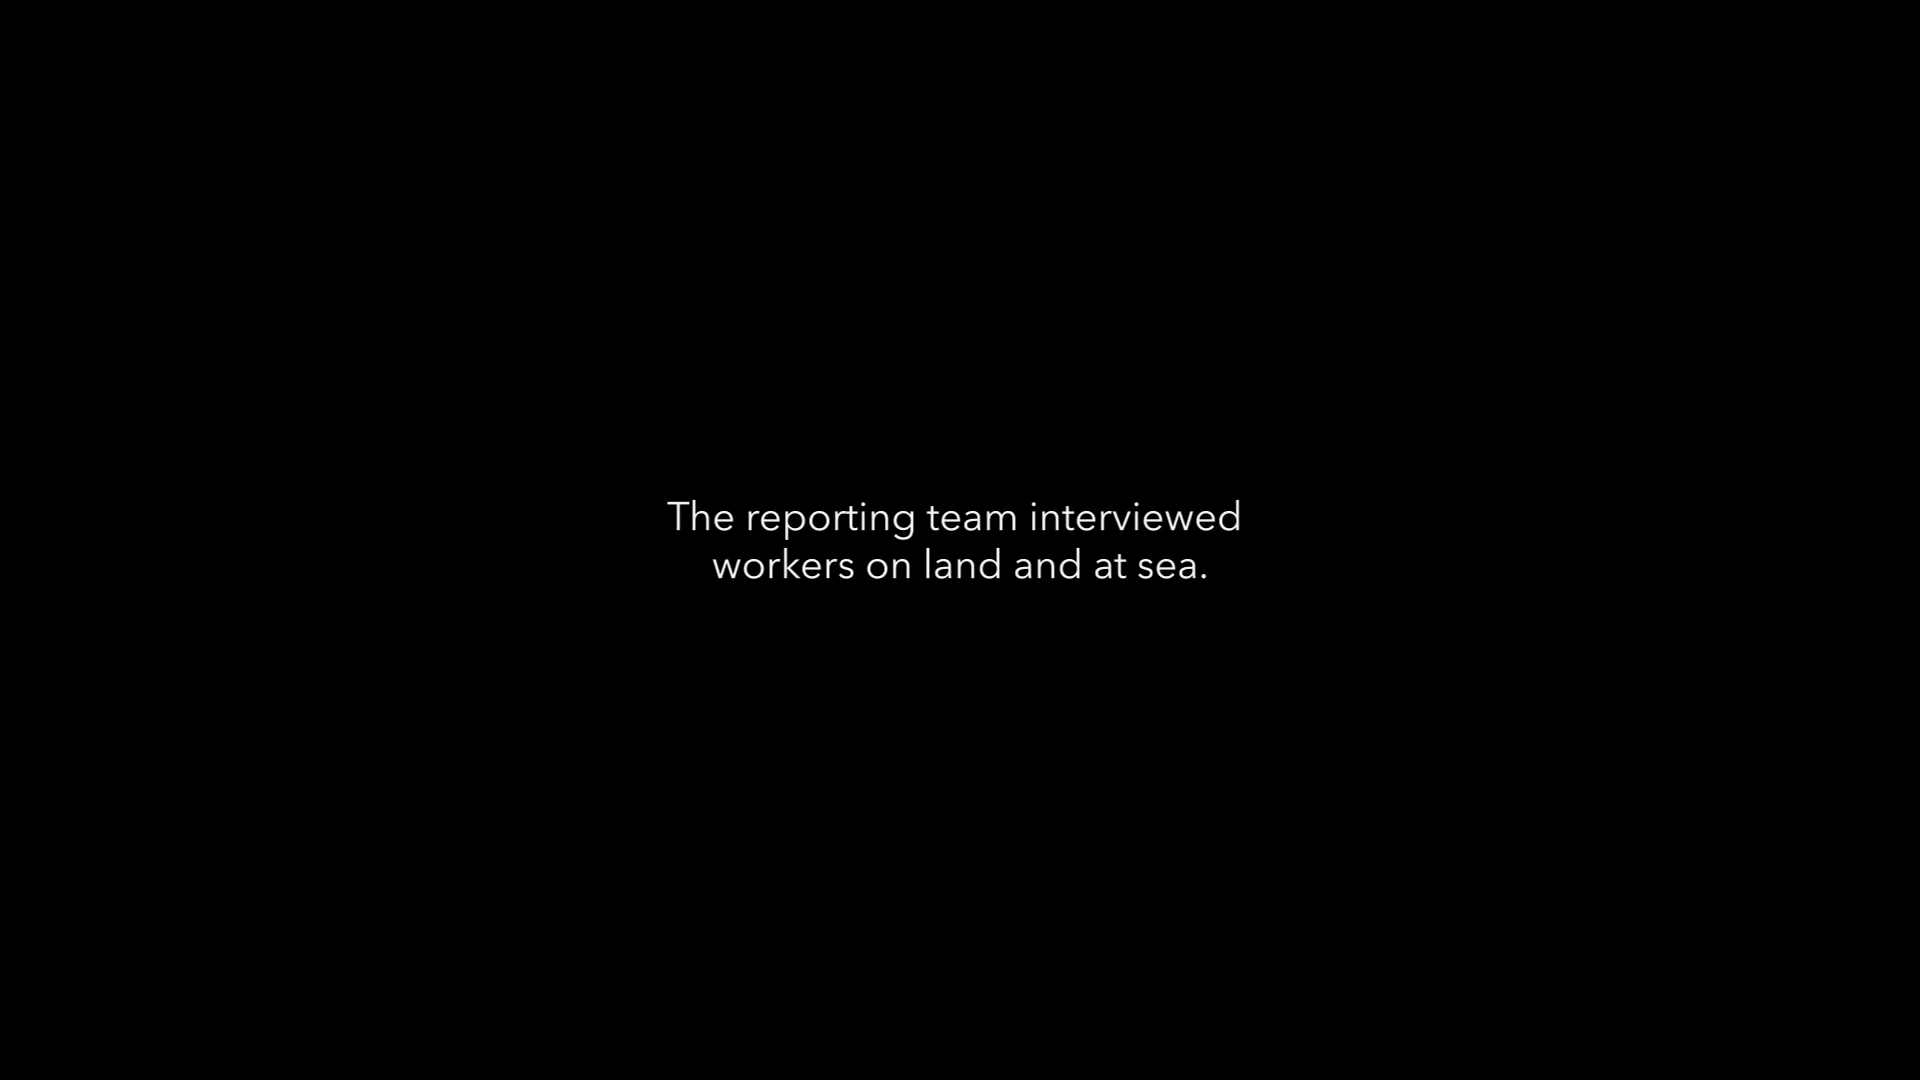 The reporting team interviewed
workers on land and at sea.